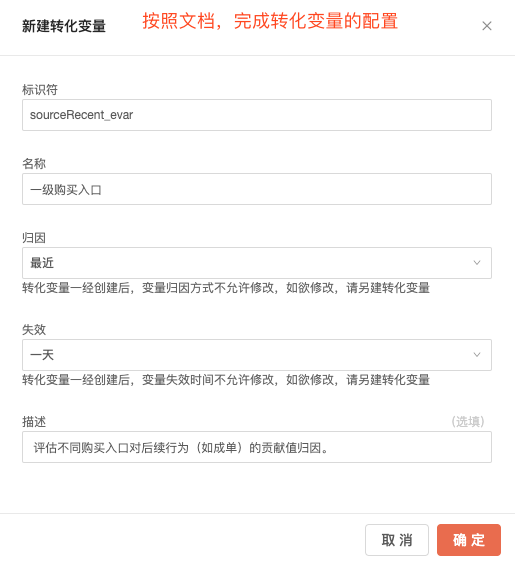 新建转化变量
按照文档，完成转化变量的配置
标识符
sourceRecent_evar
名称
一级购买入口
归因
最近
转化变量一经创建后，变量归因方式不允许修改，如欲修改，请另建转化变量
失效
一天
转化变量一经创建后，变量失效时间不允许修改，如欲修改，请另建转化变量
描述
（选填）
评估不同购买入口对后续行为（如成单）的贡献值归因。
取 消
确 定